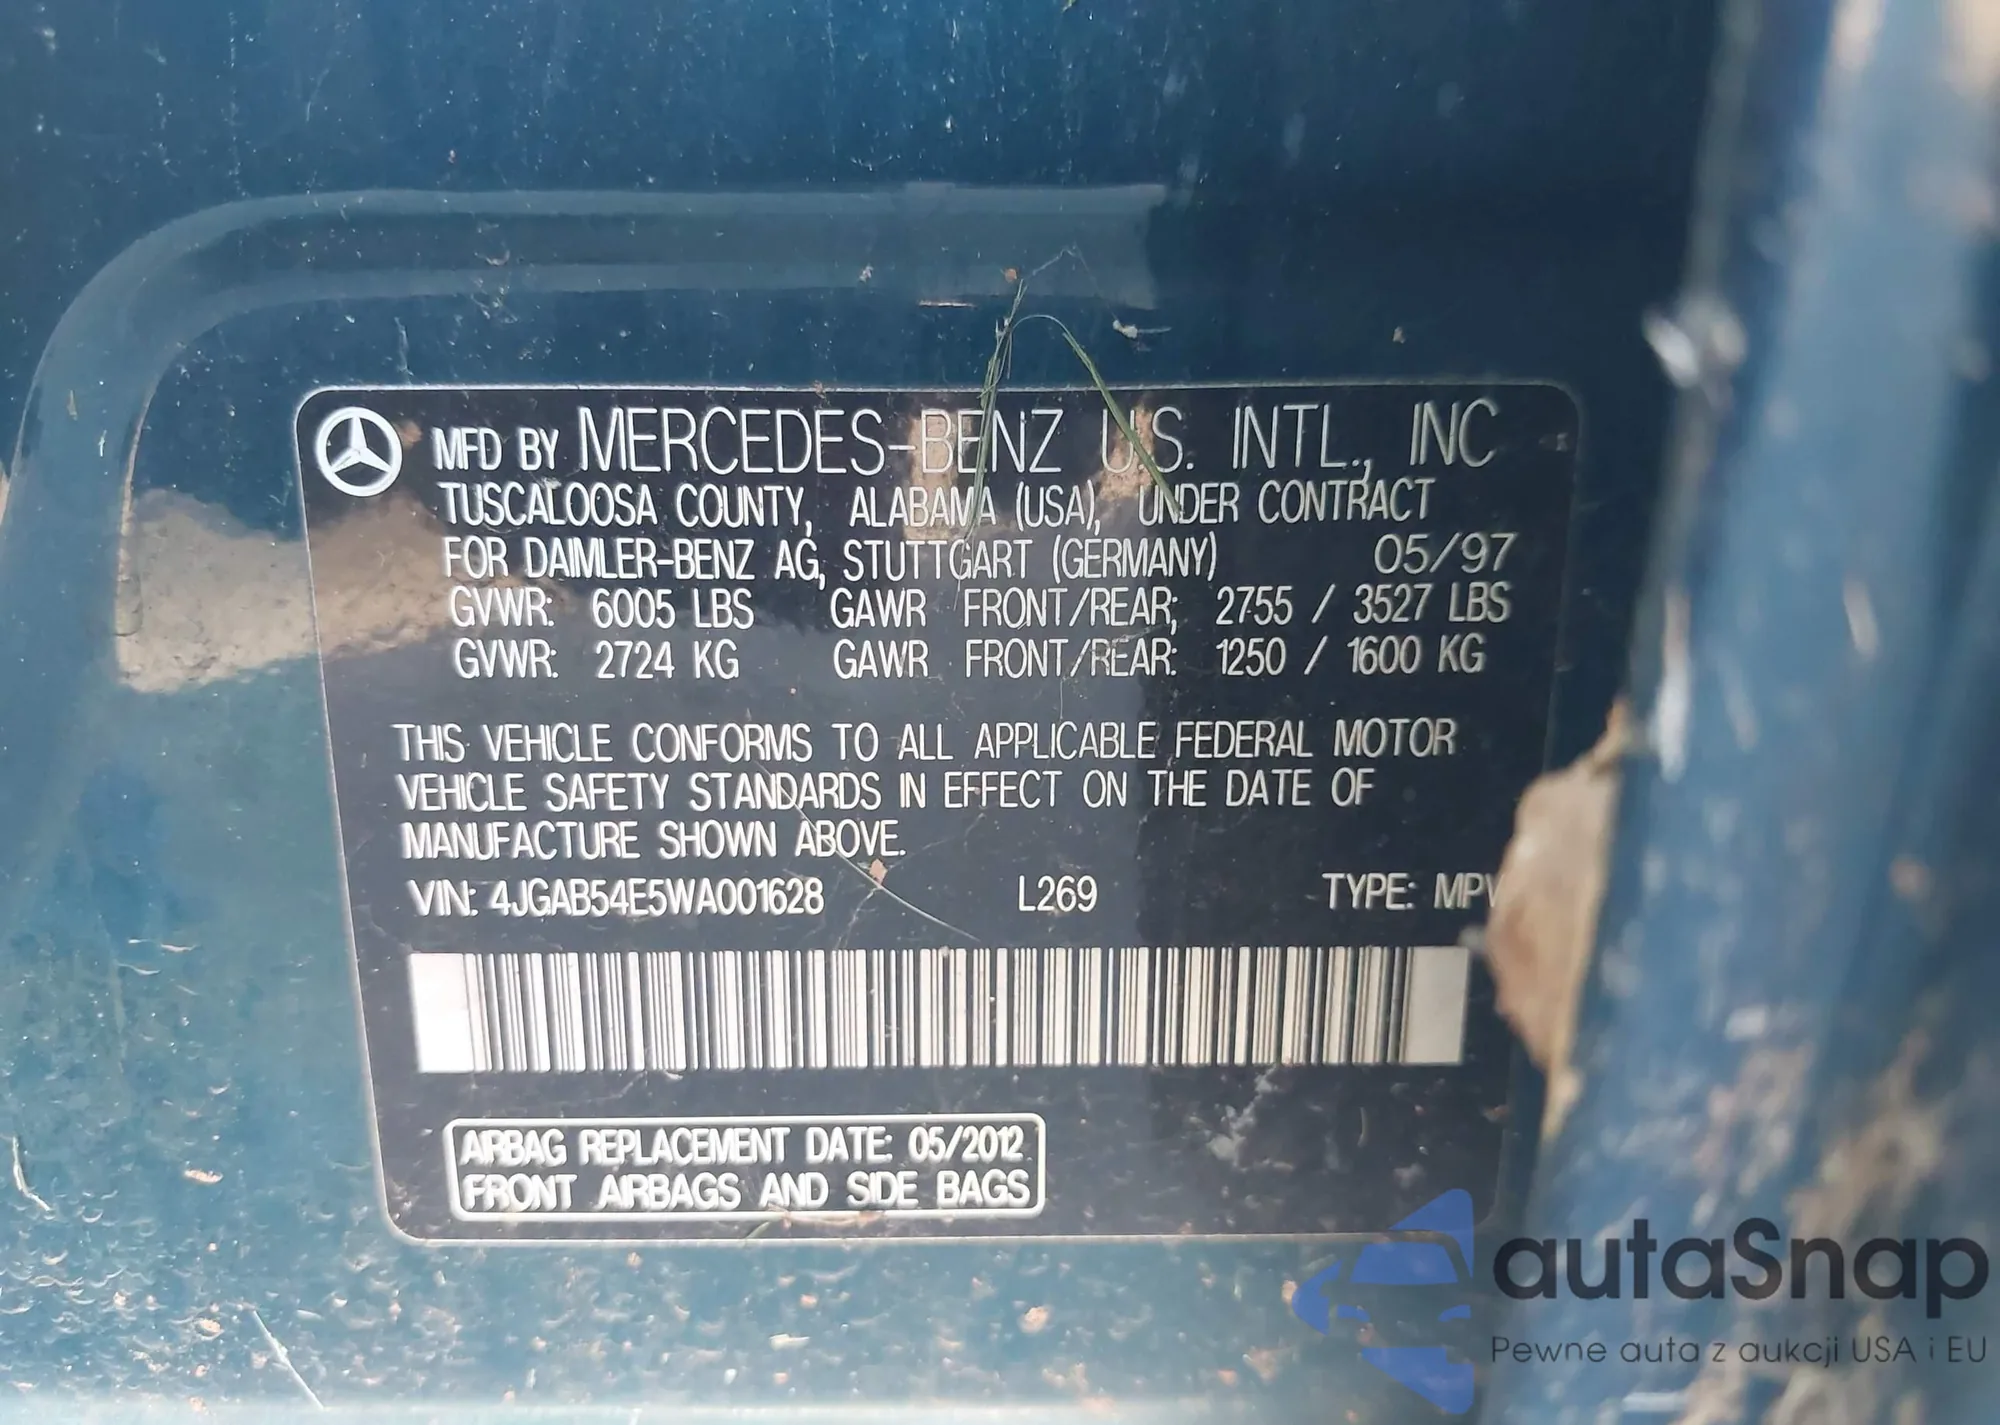 MFD BY MERCEDES-BENZ U.S. INTL., INC
TUSCALOOSA COUNTY, ALABAMA (USA), UNDER CONTRACT
FOR DAIMLER-BENZ AG, STUTTGART (GERMANY) 05/97
GVWR: 6005 LBS GAWR FRONT/REAR; 2755 / 3527 LBS
GVWR: 2724 KG GAWR FRONT/REAR: 1250 / 1600 KG
THIS VEHICLE CONFORMS TO ALL APPLICABLE FEDERAL MOTOR
VEHICLE SAFETY STANDARDS IN EFFECT ON THE DATE OF
MANUFACTURE SHOWN ABOVE.
VIN: 4JGAB54E5WA001628 L269 TYPE: MPV
AIRBAG REPLACEMENT DATE: 05/2012
FRONT AIRBAGS AND SIDE BAGS
autaSnap
Pewne auta z aukcji USA i EU